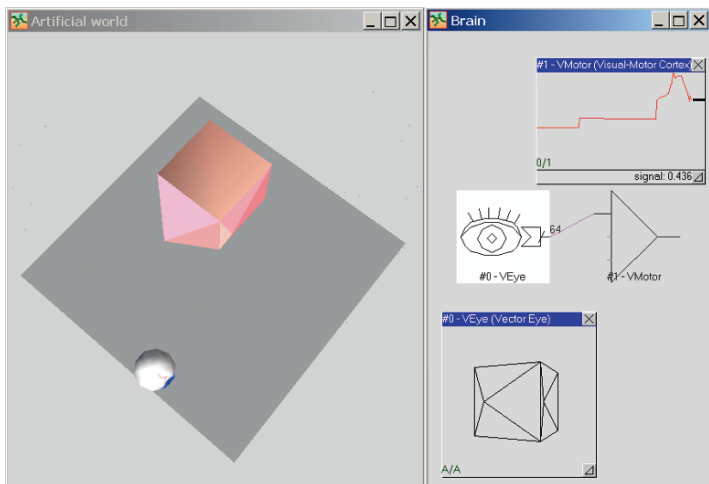 Artificial world
Brain
#1 - VMotor (Visual-Motor Cortex)
0/1
signal: 0.436
64
#0 - VEye
#1 - VMotor
#0 - VEye (Vector Eye)
A/A